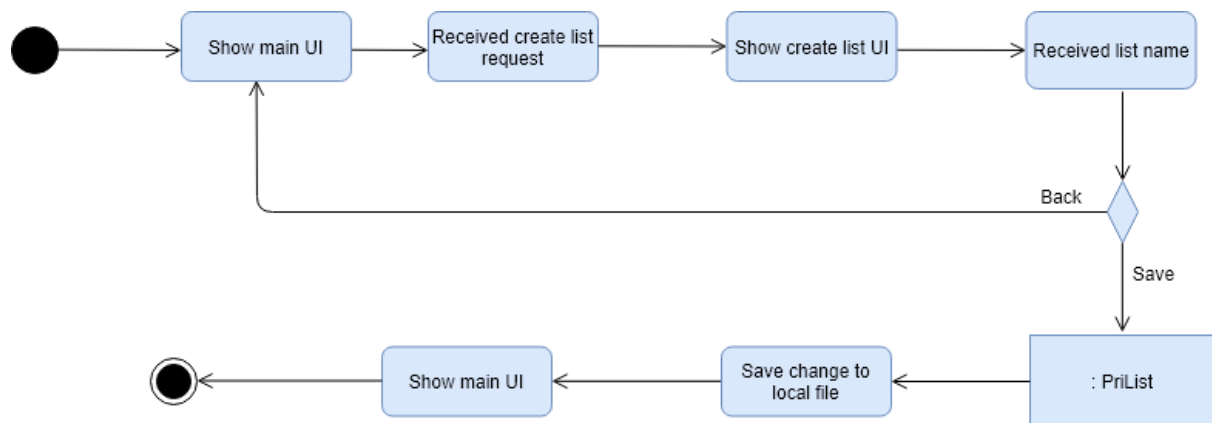 Show main UI
Received create list
request
Show create list UI
Received list name
Back
Save
Show main UI
Save change to
local file
: PriList